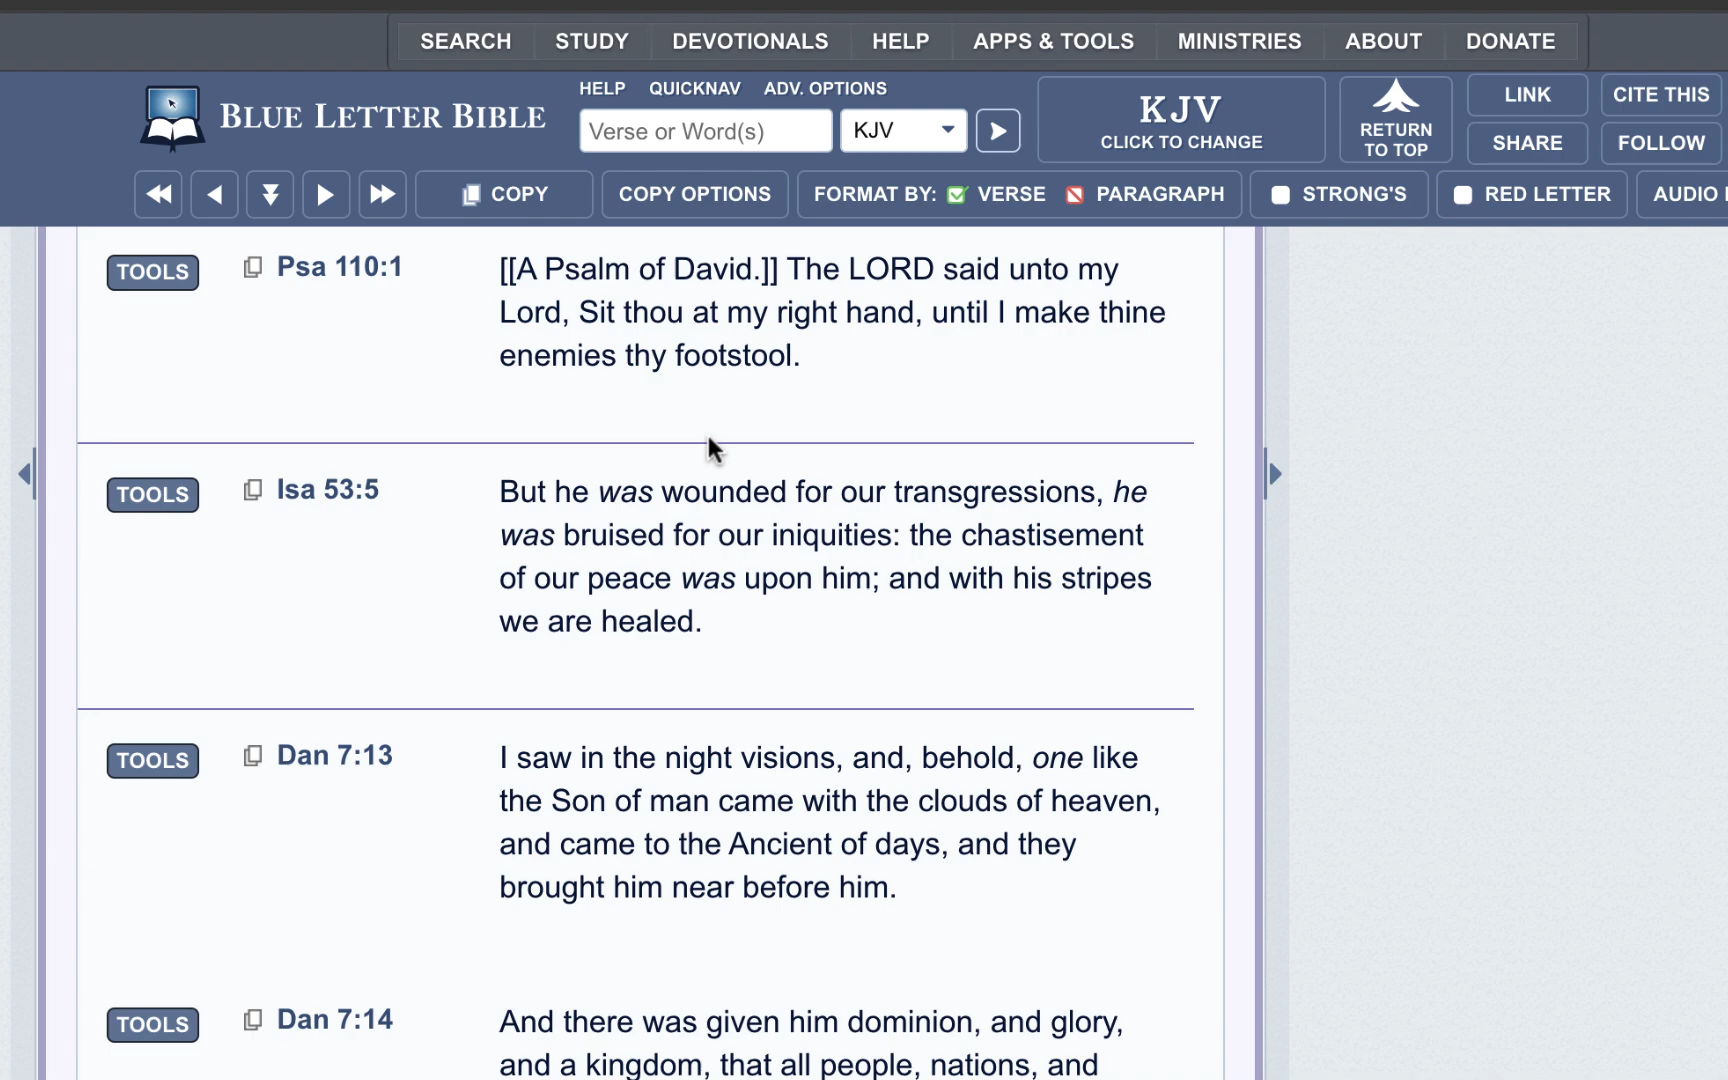 SEARCH STUDY DEVOTIONALS HELP APPS & TOOLS MINISTRIES ABOUT DONATE
BLUE LETTER BIBLE
HELP QUICKNAV ADV. OPTIONS
Verse or Word(s) KJV
KJV
CLICK TO CHANGE
RETURN
TO TOP
LINK CITE THIS
SHARE FOLLOW
COPY COPY OPTIONS FORMAT BY: VERSE PARAGRAPH STRONG'S RED LETTER AUDIO
TOOLS Psa 110:1 [[A Psalm of David.]] The LORD said unto my
Lord, Sit thou at my right hand, until I make thine
enemies thy footstool.
TOOLS Isa 53:5 But he was wounded for our transgressions, he
was bruised for our iniquities: the chastisement
of our peace was upon him; and with his stripes
we are healed.
TOOLS Dan 7:13 I saw in the night visions, and, behold, one like
the Son of man came with the clouds of heaven,
and came to the Ancient of days, and they
brought him near before him.
TOOLS Dan 7:14 And there was given him dominion, and glory,
and a kingdom, that all people, nations, and